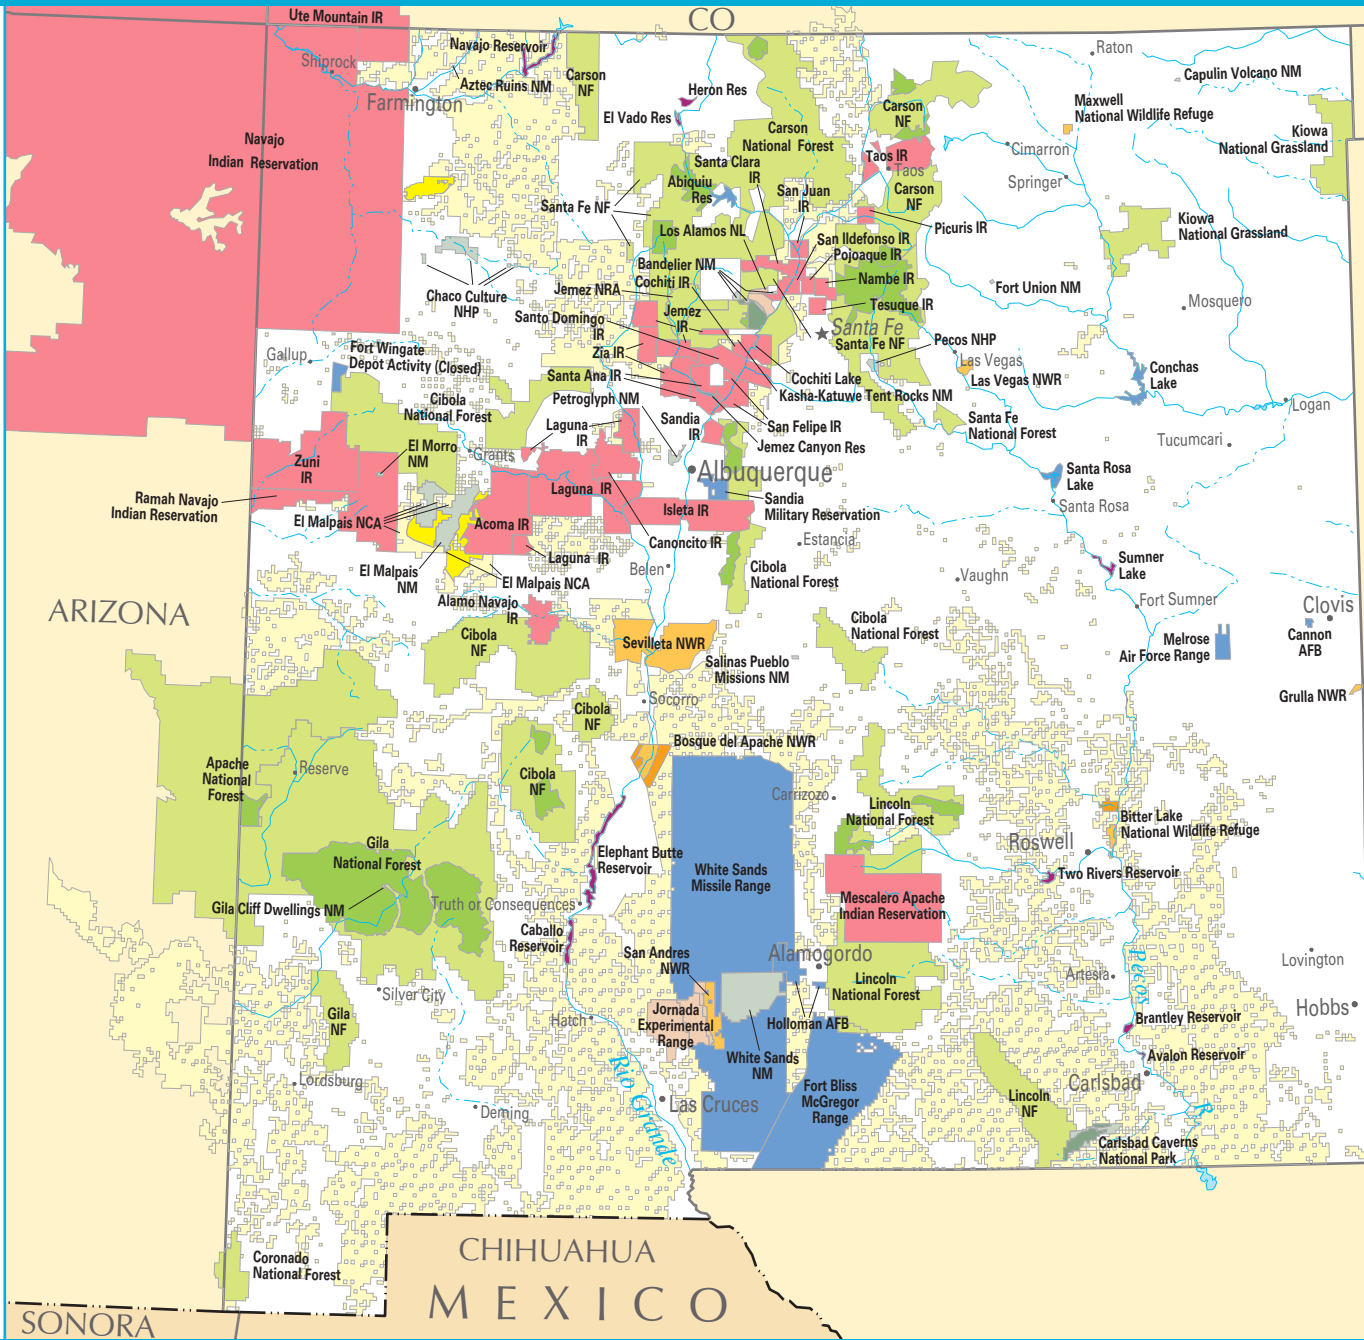 CO
Ute Mountain IR
Navajo Reservoir
Shiprock
Aztec Ruins NM
Farmington
Carson
NF
Heron Res
El Vado Res
Raton
Capulin Volcano NM
Maxwell
National Wildlife Refuge
Kiowa
National Grassland
Carson
NF
Carson
National Forest
Cimarron
Springer
Navajo
Indian Reservation
Taos IR
Taos
Santa Clara
IR
Abiquiu
Res
San Juan
IR
Carson
NF
Santa Fe NF
Los Alamos NL
Picuris IR
Kiowa
National Grassland
San Ildefonso IR
Pojoaque IR
Bandelier NM
Cochiti IR
Nambe IR
Jemez NRA
Tesuque IR
Fort Union NM
Mosquero
Chaco Culture
NHP
Santo Domingo
IR
Jemez
IR
Santa Fe
Santa Fe NF
Pecos NHP
Las Vegas
Las Vegas NWR
Gallup
Fort Wingate
Depot Activity (Closed)
Zia IR
Santa Ana IR
Cochiti Lake
Kasha-Katuwe Tent Rocks NM
Conchas
Lake
Logan
Cibola
National Forest
Petroglyph NM
Laguna
IR
Sandia
IR
San Felipe IR
Jemez Canyon Res
Santa Fe
National Forest
Tucumcari
El Morro
NM
Grants
Zuni
IR
Albuquerque
Santa Rosa
Lake
Santa Rosa
Ramah Navajo
Indian Reservation
El Malpais NCA
Laguna IR
Acoma IR
Isleta IR
Sandia
Military Reservation
Canoncito IR
Estancia
Laguna IR
El Malpais
NM
El Malpais NCA
Belen
Cibola
National Forest
Vaughn
Sumner
Lake
Fort Sumner
ARIZONA
Alamo Navajo
IR
Cibola
NF
Sevilleta NWR
Cibola
National Forest
Clovis
Melrose
Air Force Range
Cannon
AFB
Salinas Pueblo
Missions NM
Grulla NWR
Socorro
Cibola
NF
Bosque del Apache NWR
Apache
National
Forest
Reserve
Cibola
NF
Carrizozo
Lincoln
National Forest
Bitter Lake
National Wildlife Refuge
Roswell
Gila
National Forest
Elephant Butte
Reservoir
White Sands
Missile Range
Two Rivers Reservoir
Mescalero Apache
Indian Reservation
Gila Cliff Dwellings NM
Truth or Consequences
Caballo
Reservoir
San Andres
NWR
Alamogordo
Lovington
Artesia
Pecos
Silver City
Lincoln
National Forest
Hobbs
Gila
NF
Hatch
Jornada
Experimental
Range
Holloman AFB
Brantley Reservoir
White Sands
NM
Avalon Reservoir
Rio Grande
Lordsburg
Fort Bliss
McGregor
Range
Carlsbad
Lincoln
NF
Las Cruces
Deming
R
Carlsbad Caverns
National Park
Coronado
National Forest
CHIHUAHUA
MEXICO
SONORA